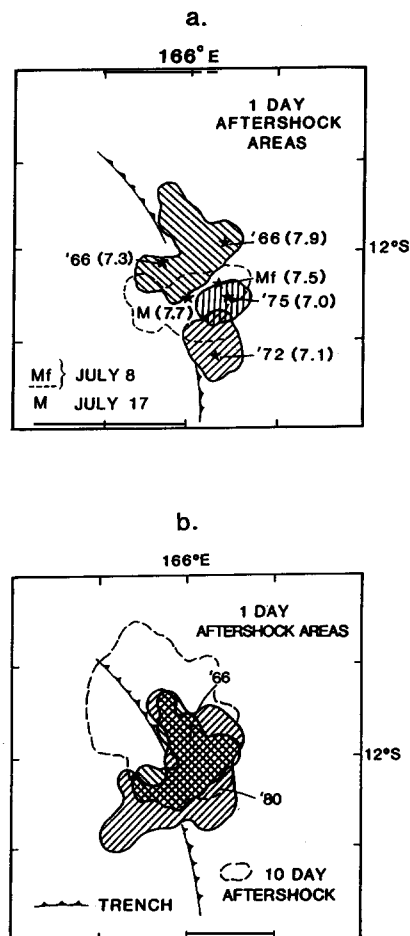 a.
166° E
1 DAY
AFTERSHOCK
AREAS
'66 (7.9)
12°S
'66 (7.3)
Mf (7.5)
M (7.7)
'75 (7.0)
'72 (7.1)
Mf } JULY 8
M JULY 17
b.
166°E
1 DAY
AFTERSHOCK AREAS
'66
12°S
'80
10 DAY
AFTERSHOCK
TRENCH